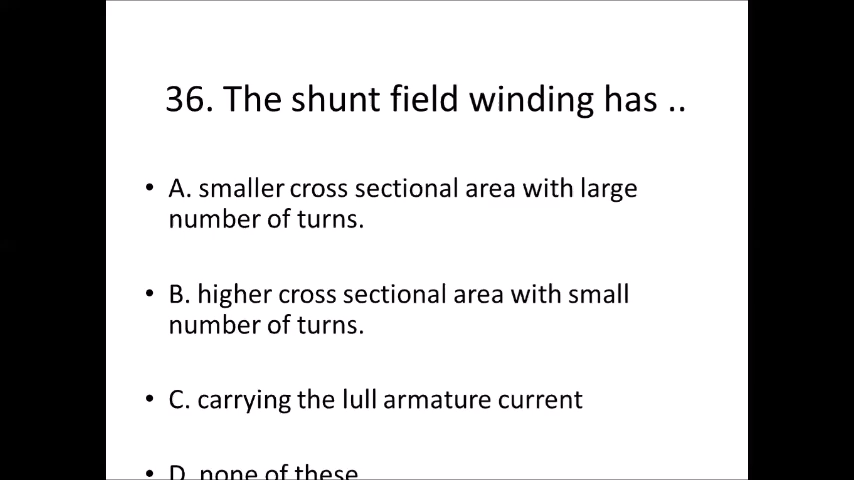 36. The shunt field winding has ..
• A. smaller cross sectional area with large
number of turns.
• B. higher cross sectional area with small
number of turns.
• C. carrying the lull armature current
• D. none of these